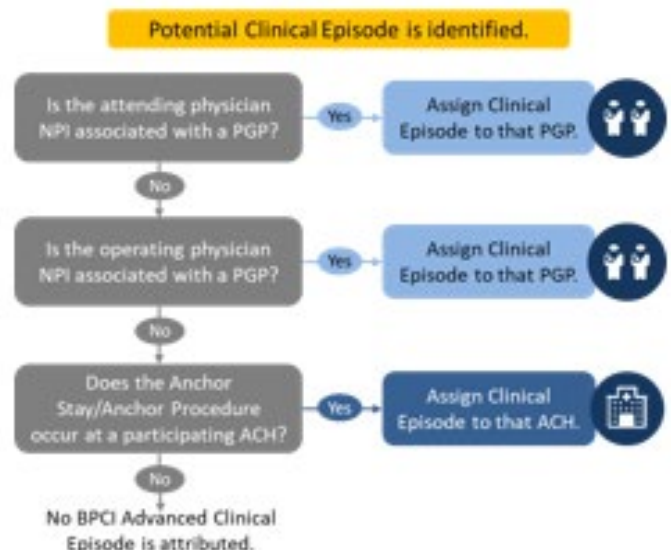 Potential Clinical Episode is identified.
Is the attending physician
NPI associated with a PGP?
Yes
Assign Clinical
Episode to that PGP.
No
Is the operating physician
NPI associated with a PGP?
Yes
Assign Clinical
Episode to that PGP.
No
Does the Anchor
Stay/Anchor Procedure
occur at a participating ACH?
Yes
Assign Clinical
Episode to that ACH.
No
No BPCI Advanced Clinical
Episode is attributed.